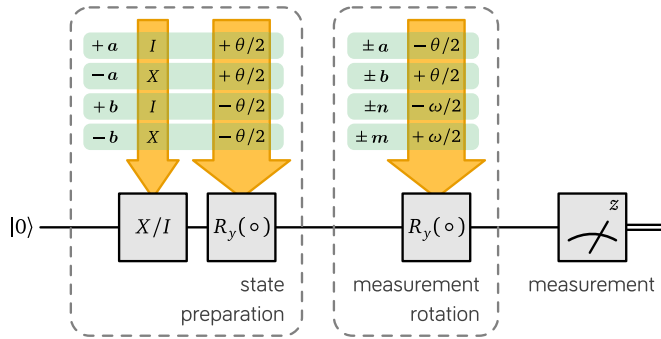 + a I + θ/2
− a X + θ/2
+ b I − θ/2
− b X − θ/2
± a − θ/2
± b + θ/2
± n − ω/2
± m + ω/2
|0⟩
X/I
R_y(∘)
R_y(∘)
z
state
preparation
measurement
rotation
measurement